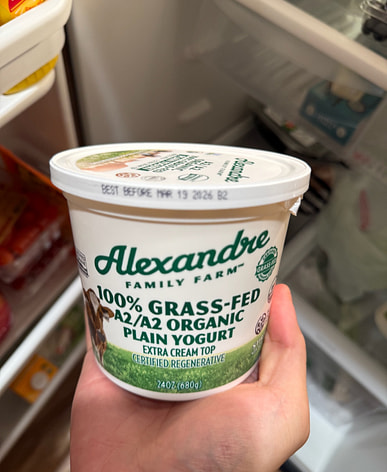 BEST BEFORE MAR 19 2026 B2
Alexandre
FAMILY FARM™
100% GRASS-FED
A2/A2 ORGANIC
PLAIN YOGURT
EXTRA CREAM TOP
CERTIFIED REGENERATIVE
24OZ (680g)